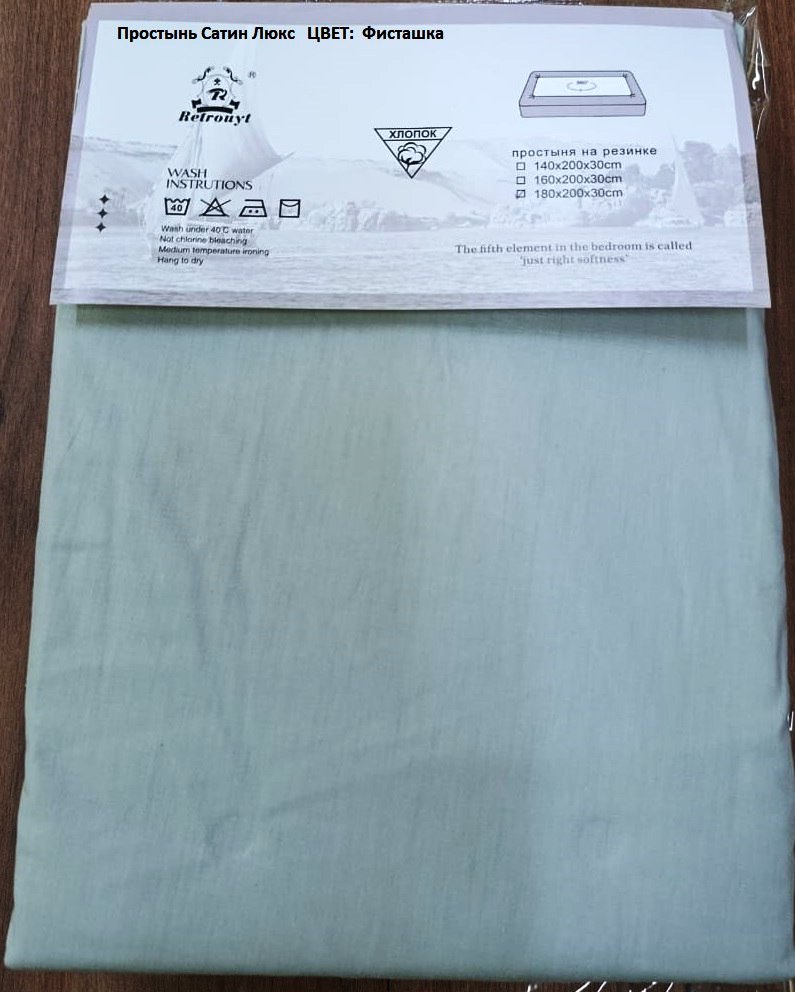 Простынь Сатин Люкс ЦВЕТ: Фисташка
R
®
Retrouyt
ХЛОПОК
360°
простыня на резинке
140x200x30cm
160x200x30cm
180x200x30cm
WASH
INSTRUTIONS
40
Wash under 40 C water
Not chlorine bleaching
Medium temperature ironing
Hang to dry
The fifth element in the bedroom is called
'just right softness'